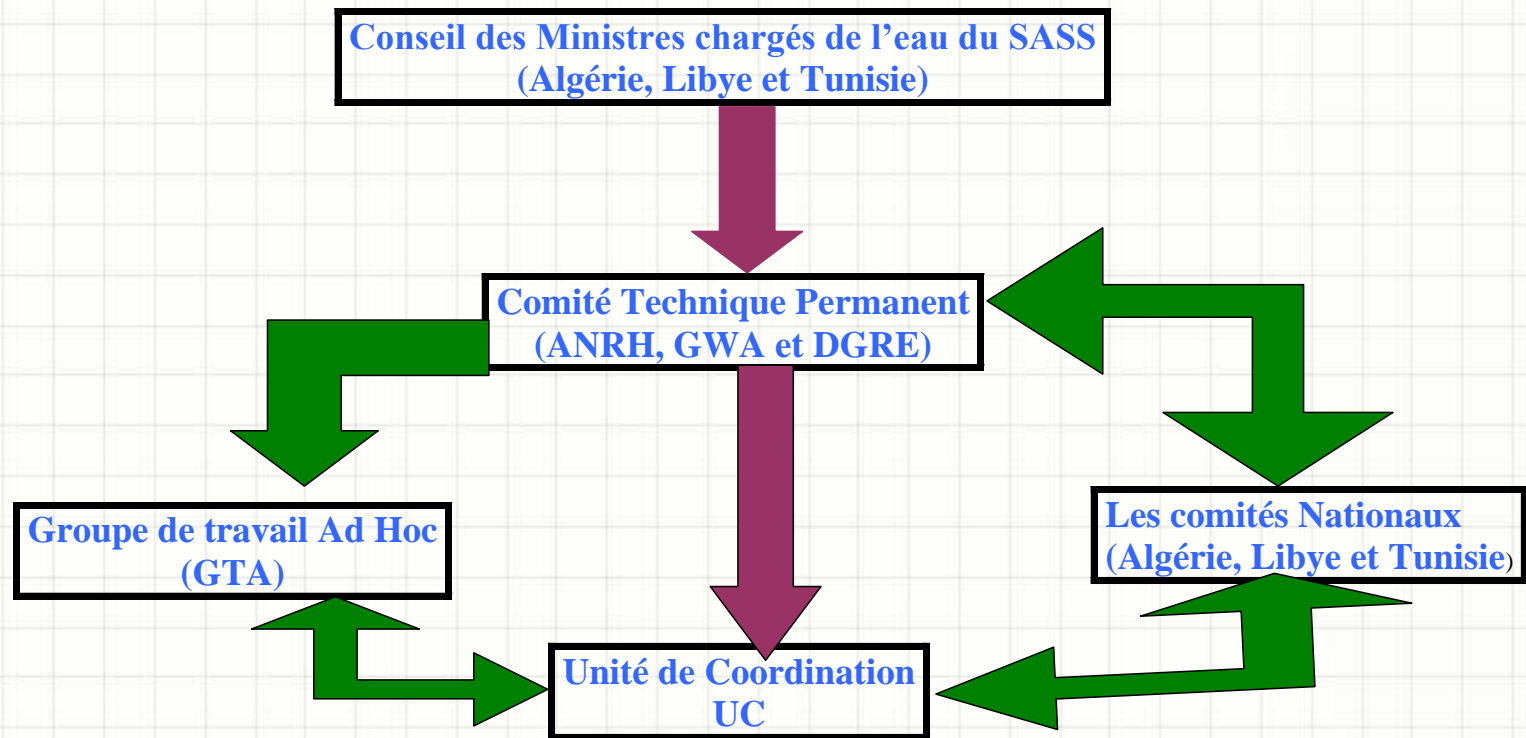 Conseil des Ministres chargés de l’eau du SASS
(Algérie, Libye et Tunisie)
Comité Technique Permanent
(ANRH, GWA et DGRE)
Groupe de travail Ad Hoc
(GTA)
Les comités Nationaux
(Algérie, Libye et Tunisie)
Unité de Coordination
UC